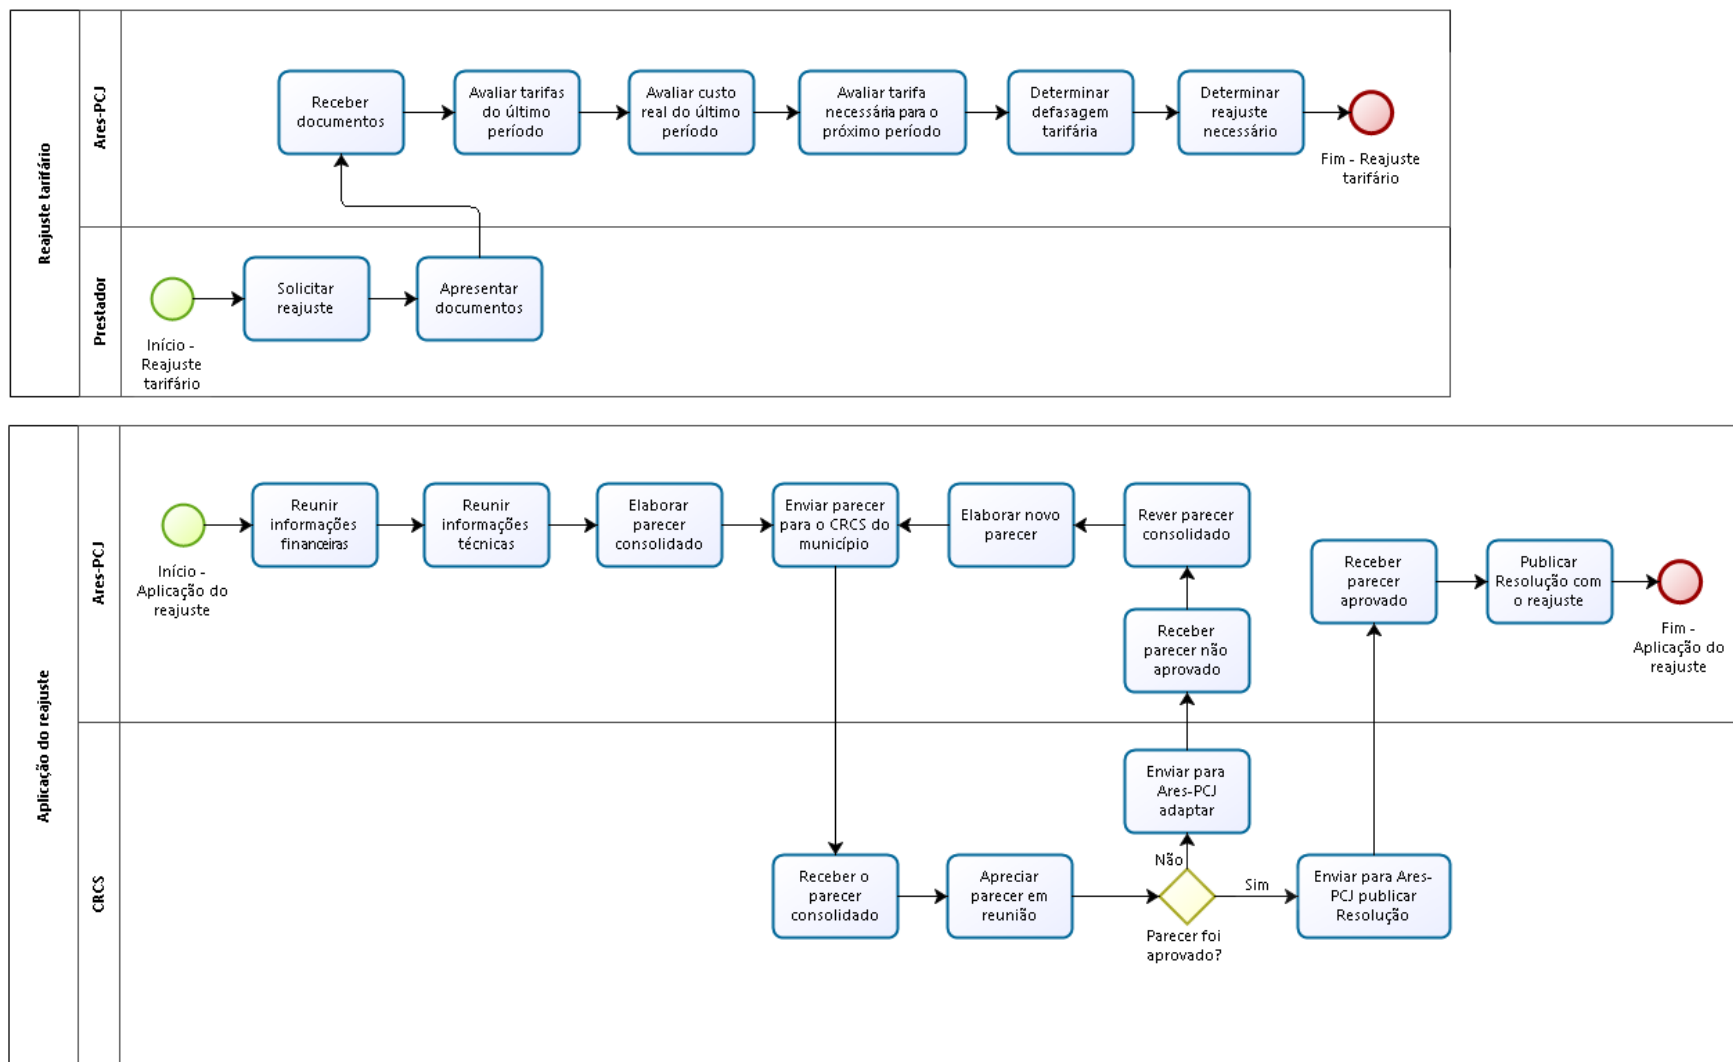 Reajuste tarifário
Ares-PCJ
Receber
documentos
Avaliar tarifas
do último
período
Avaliar custo
real do último
período
Avaliar tarifa
necessária para o
próximo período
Determinar
defasagem
tarifária
Determinar
reajuste
necessário
Fim - Reajuste
tarifário
Prestador
Início -
Reajuste
tarifário
Solicitar
reajuste
Apresentar
documentos
Aplicação do reajuste
Ares-PCJ
Início -
Aplicação do
reajuste
Reunir
informações
financeiras
Reunir
informações
técnicas
Elaborar
parecer
consolidado
Enviar parecer
para o CRCS do
município
Elaborar novo
parecer
Rever parecer
consolidado
Receber
parecer não
aprovado
Receber
parecer
aprovado
Publicar
Resolução com
o reajuste
Fim -
Aplicação do
reajuste
CRCS
Receber o
parecer
consolidado
Apreciar
parecer em
reunião
Enviar para
Ares-PCJ
adaptar
Não
Parecer foi
aprovado?
Sim
Enviar para Ares-
PCJ publicar
Resolução